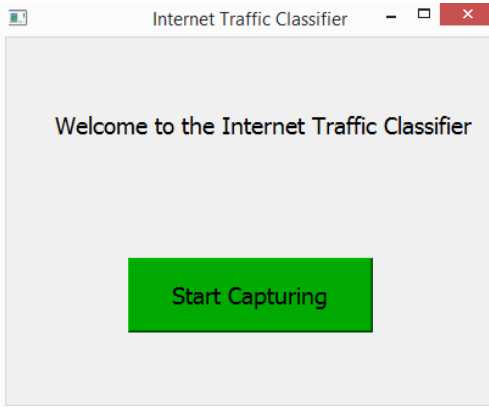 Internet Traffic Classifier
Welcome to the Internet Traffic Classifier
Start Capturing